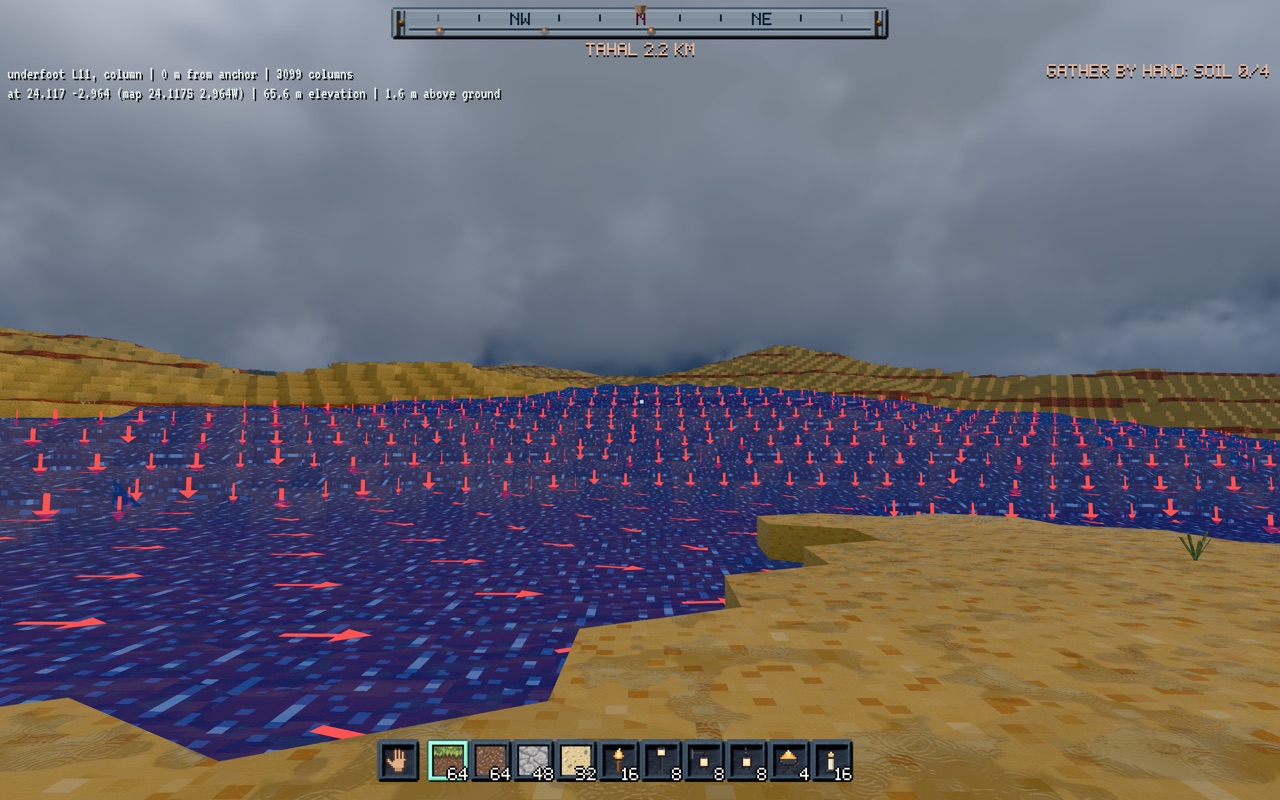 NW N NE
TAHAL 2.2 KM
underfoot L11, column | 0 m from anchor | 3099 columns
GATHER BY HAND: SOIL 0/4
at 24.117 -2.964 (map 24.117S 2.964W) | 65.6 m elevation | 1.6 m above ground
64 64 48 32 16 8 8 8 4 16